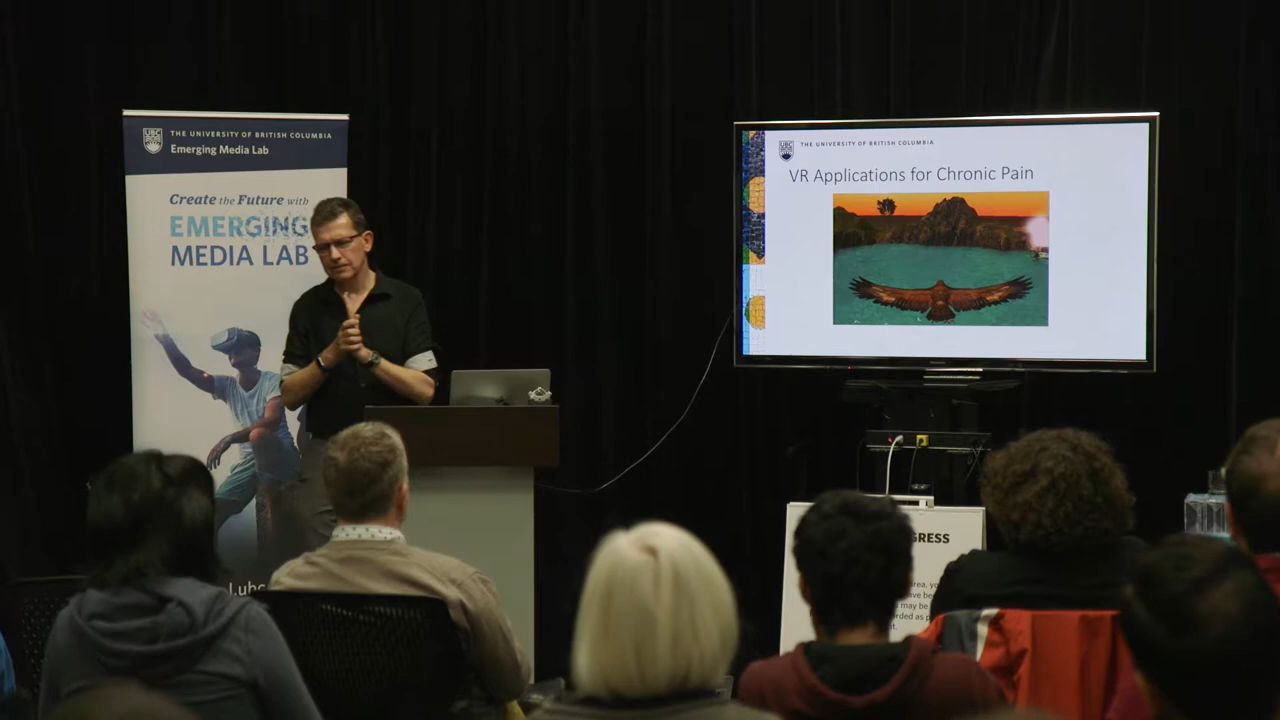 THE UNIVERSITY OF BRITISH COLUMBIA
Emerging Media Lab
Create the Future with
EMERGING
MEDIA LAB
UBC
THE UNIVERSITY OF BRITISH COLUMBIA
VR Applications for Chronic Pain